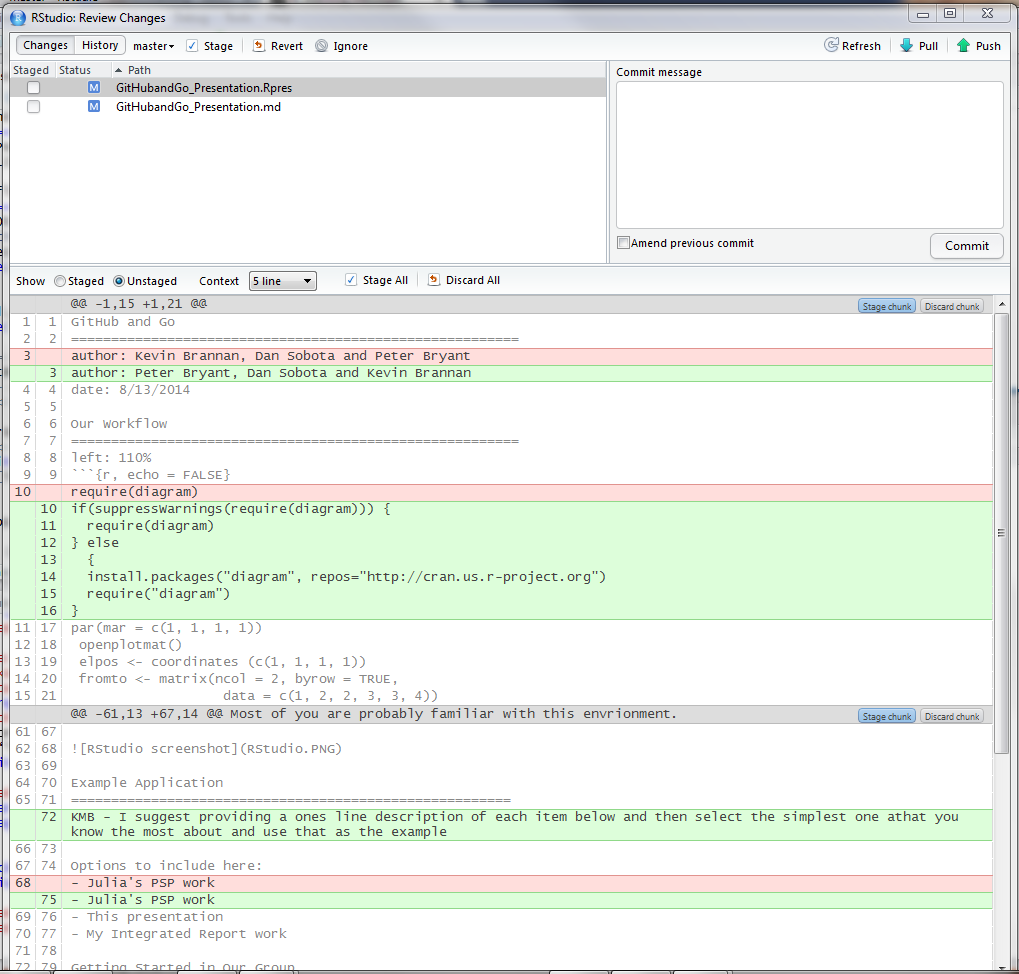 RStudio: Review Changes
Changes History master Stage Revert Ignore Refresh Pull Push
Staged Status Path
M GitHubandGo_Presentation.Rpres
M GitHubandGo_Presentation.md
Commit message
Amend previous commit
Commit
Show Staged Unstaged Context 5 line Stage All Discard All
@@ -1,15 +1,21 @@ Stage chunk Discard chunk
1 1 GitHub and Go
2 2 ========================================================
3 author: Kevin Brannan, Dan Sobota and Peter Bryant
3 author: Peter Bryant, Dan Sobota and Kevin Brannan
4 4 date: 8/13/2014
5 5
6 6 Our Workflow
7 7 ========================================================
8 8 left: 110%
9 9 ```{r, echo = FALSE}
10 require(diagram)
10 if(suppressWarnings(require(diagram))) {
11 require(diagram)
12 } else
13 {
14 install.packages("diagram", repos="http://cran.us.r-project.org")
15 require("diagram")
16 }
11 17 par(mar = c(1, 1, 1, 1))
12 18 openplotmat()
13 19 elpos <- coordinates (c(1, 1, 1, 1))
14 20 fromto <- matrix(ncol = 2, byrow = TRUE,
15 21 data = c(1, 2, 2, 3, 3, 4))
@@ -61,13 +67,14 @@ Most of you are probably familiar with this envrionment. Stage chunk Discard chunk
61 67
62 68 ![RStudio screenshot](RStudio.PNG)
63 69
64 70 Example Application
65 71 =======================================================
72 KMB - I suggest providing a ones line description of each item below and then select the simplest one athat you
know the most about and use that as the example
66 73
67 74 Options to include here:
68 - Julia's PSP work
75 - Julia's PSP work
69 76 - This presentation
70 77 - My Integrated Report work
71 78
72 79 Getting Started in Our Group